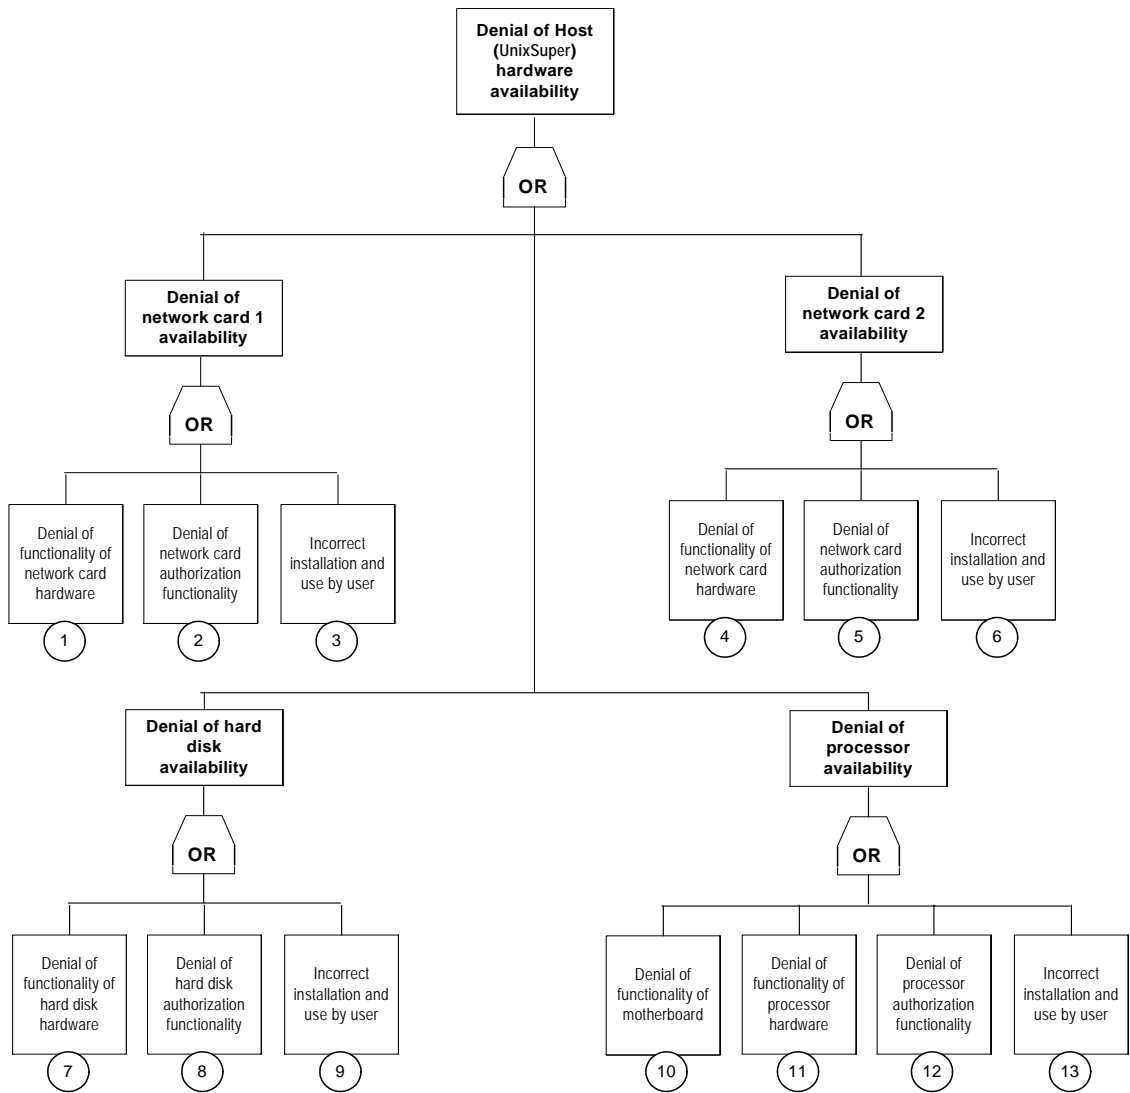 Denial of Host
(UnixSuper)
hardware
availability
OR
Denial of
network card 1
availability
Denial of
network card 2
availability
OR
OR
Denial of
functionality of
network card
hardware
Denial of
network card
authorization
functionality
Incorrect
installation and
use by user
Denial of
functionality of
network card
hardware
Denial of
network card
authorization
functionality
Incorrect
installation and
use by user
1
2
3
4
5
6
Denial of hard
disk
availability
Denial of
processor
availability
OR
OR
Denial of
functionality of
hard disk
hardware
Denial of
hard disk
authorization
functionality
Incorrect
installation and
use by user
Denial of
functionality of
motherboard
Denial of
functionality of
processor
hardware
Denial of
processor
authorization
functionality
Incorrect
installation and
use by user
7
8
9
10
11
12
13